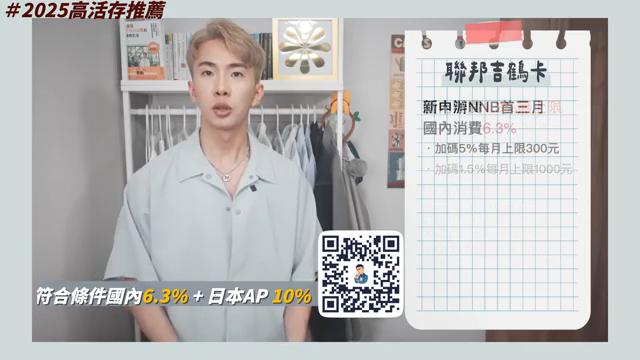 ＃2025高活存推薦
聯邦吉鶴卡
新申辦NNB首三月限
國內消費6.3%
・加碼5%每月上限300元
・加碼1.5%每月上限1000元
符合條件國內6.3% + 日本AP 10%